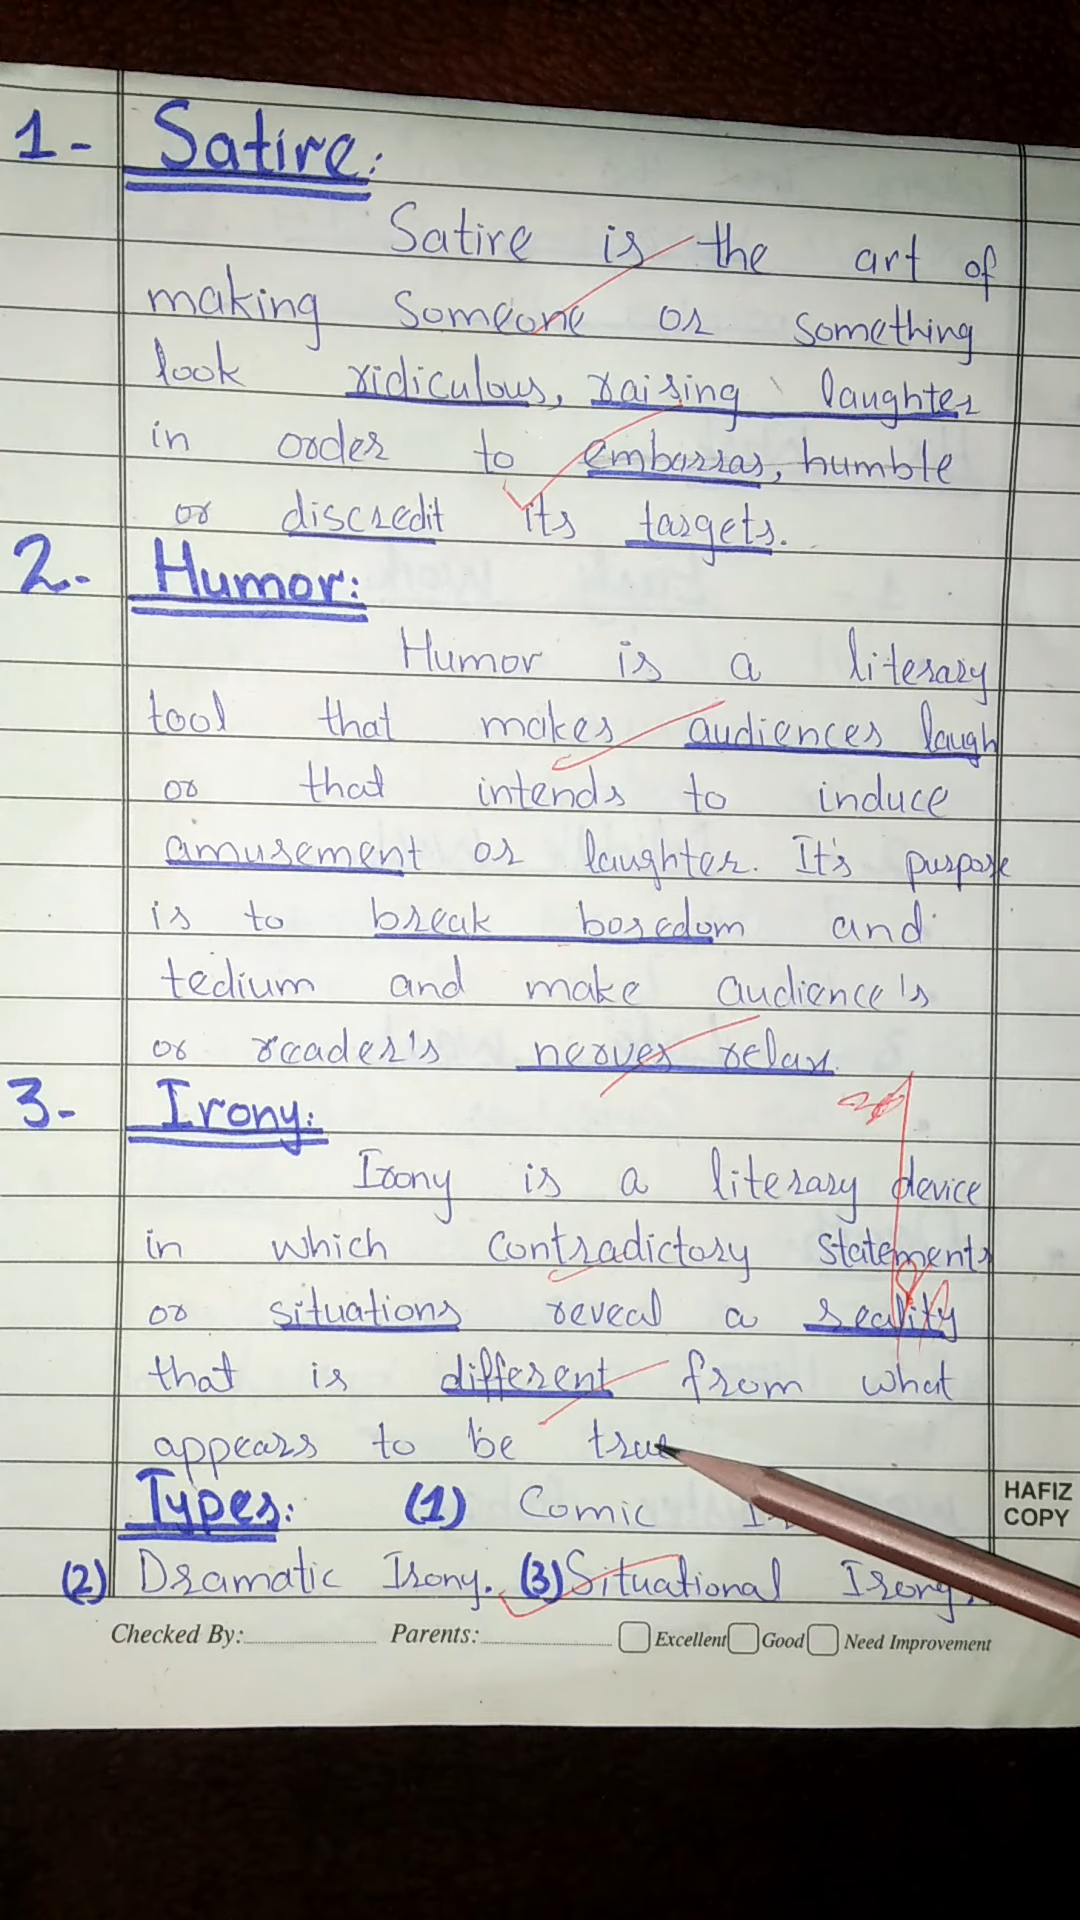 1- Satire:
Satire is the art of
making someone or something
look ridiculous, raising laughter
in order to embarras, humble
or discredit its targets.
2- Humor:
Humor is a literary
tool that makes audiences laugh
or that intends to induce
amusement or laughter. It's purpose
is to break boredom and
tedium and make audience's
or reader's nerves relax.
3- Irony:
Irony is a literary device
in which contradictory statements
or situations reveal a reality
that is different from what
appears to be true
Types: (1) Comic
(2) Dramatic Irony. (3) Situational Irony.
HAFIZ
COPY
Checked By: Parents: Excellent Good Need Improvement